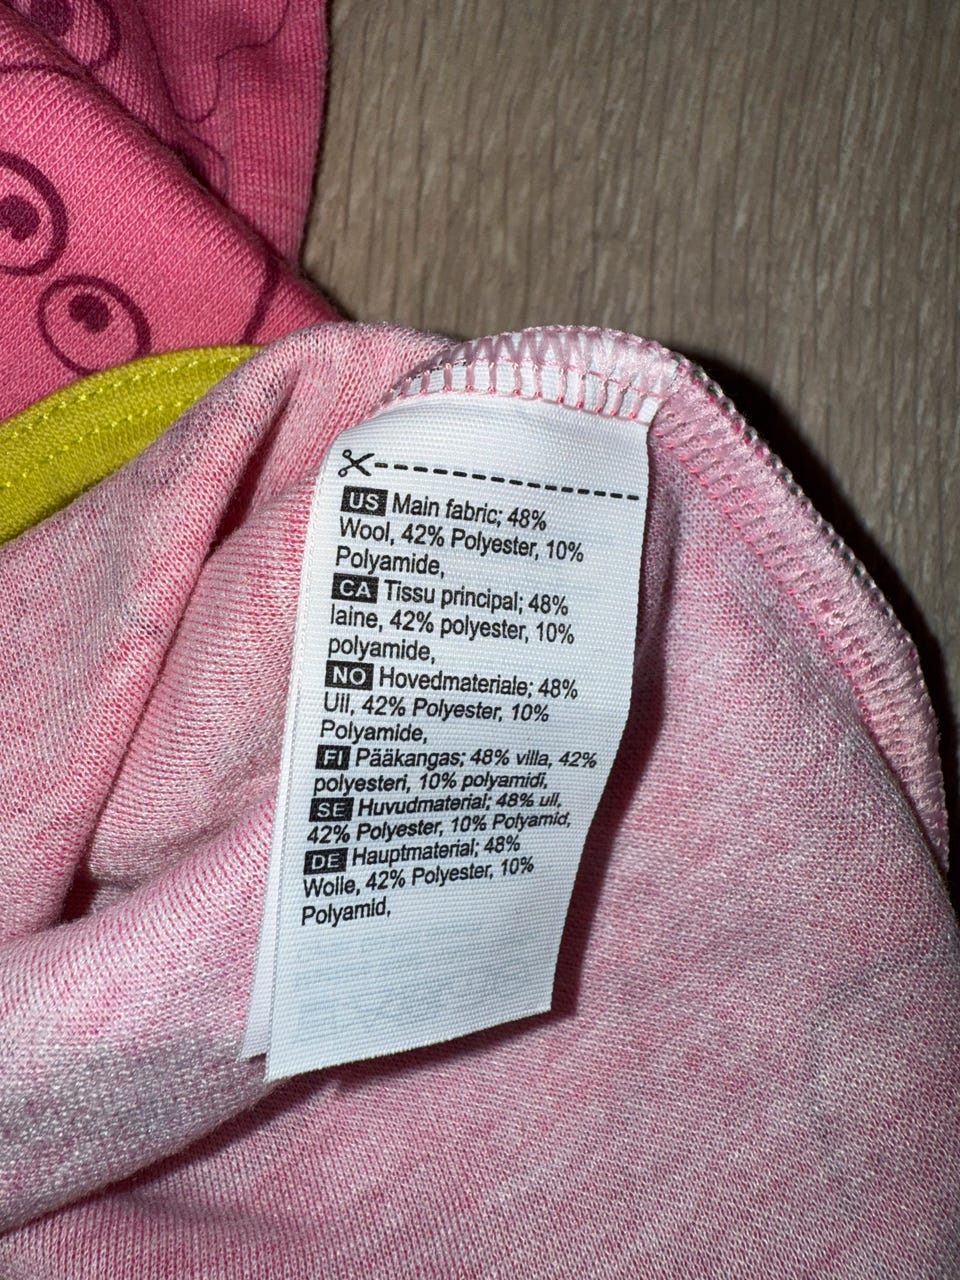 US Main fabric; 48%
Wool, 42% Polyester, 10%
Polyamide,
CA Tissu principal; 48%
laine, 42% polyester, 10%
polyamide,
NO Hovedmateriale; 48%
Ull, 42% Polyester, 10%
Polyamide,
FI Pääkangas; 48% villa, 42%
polyesteri, 10% polyamidi,
SE Huvudmaterial; 48% ull,
42% Polyester, 10% Polyamid,
DE Hauptmaterial; 48%
Wolle, 42% Polyester, 10%
Polyamid,